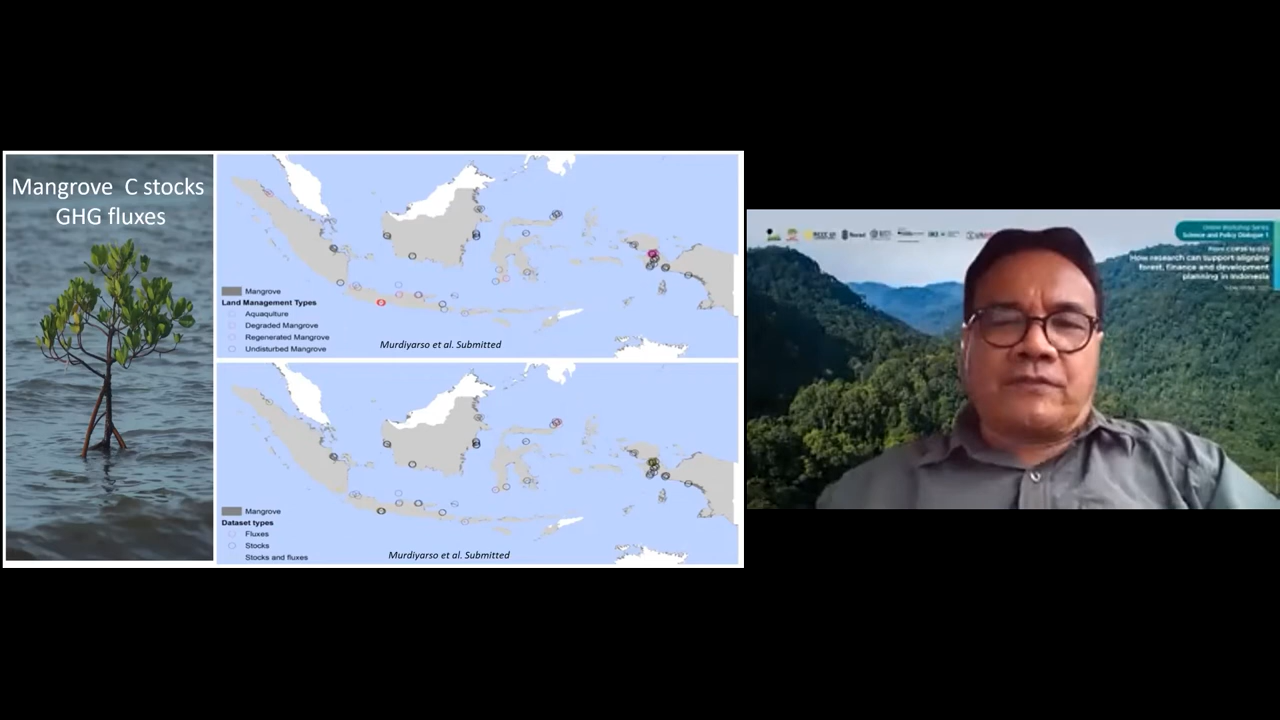 Mangrove C stocks
GHG fluxes
Mangrove
Land Management Types
Aquaqulture
Degraded Mangrove
Regenerated Mangrove
Undisturbed Mangrove
Murdiyarso et al. Submitted
Mangrove
Dataset types
Fluxes
Stocks
Stocks and fluxes
Murdiyarso et al. Submitted
Online Workshop Series
Science and Policy Dialogue 1
How research can support aligning
forest, finance and development
planning in Indonesia